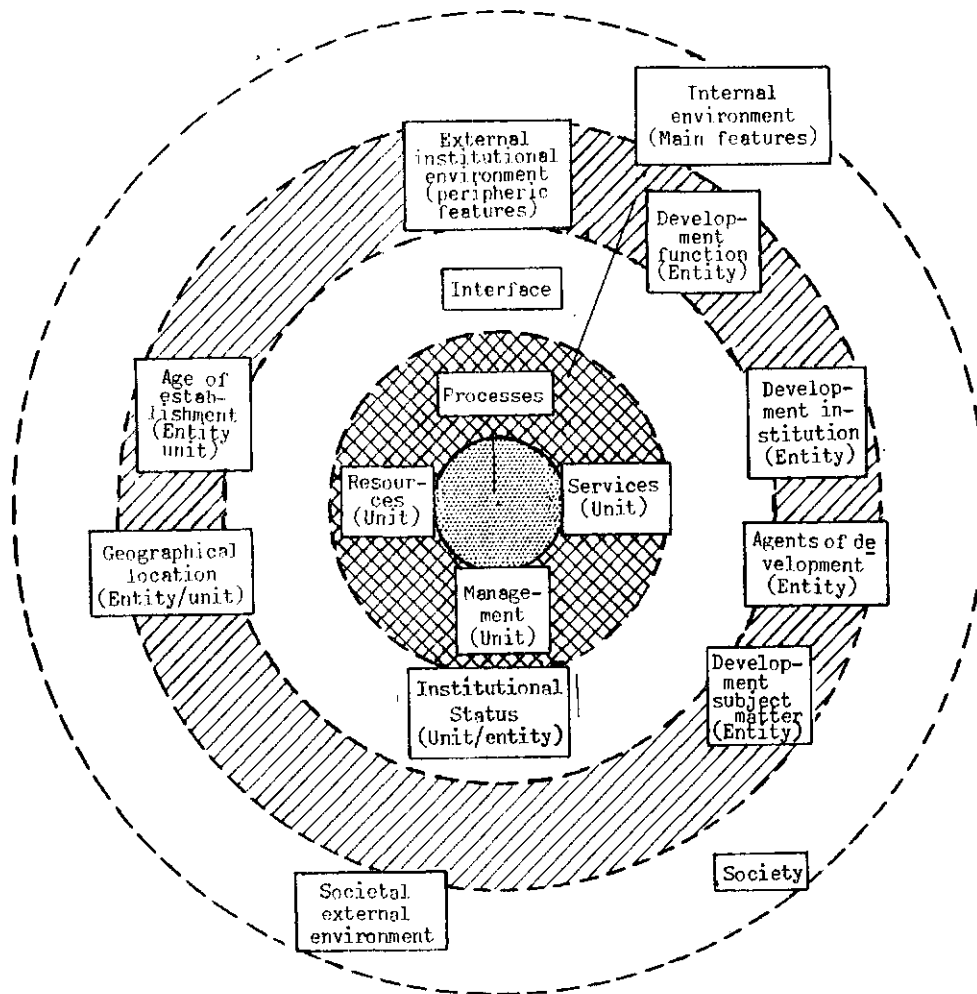 Internal
environment
(Main features)
External
institutional
environment
(peripheric
features)
Develop-
ment
function
(Entity)
Interface
Age of
estab-
lishment
(Entity
unit)
Processes
Develop-
ment in-
stitution
(Entity)
Resour-
ces
(Unit)
Services
(Unit)
Geographical
location
(Entity/unit)
Agents of de
velopment
(Entity)
Manage-
ment
(Unit)
Institutional
Status
(Unit/entity)
Develop-
ment
subject
matter
(Entity)
Society
Societal
external
environment